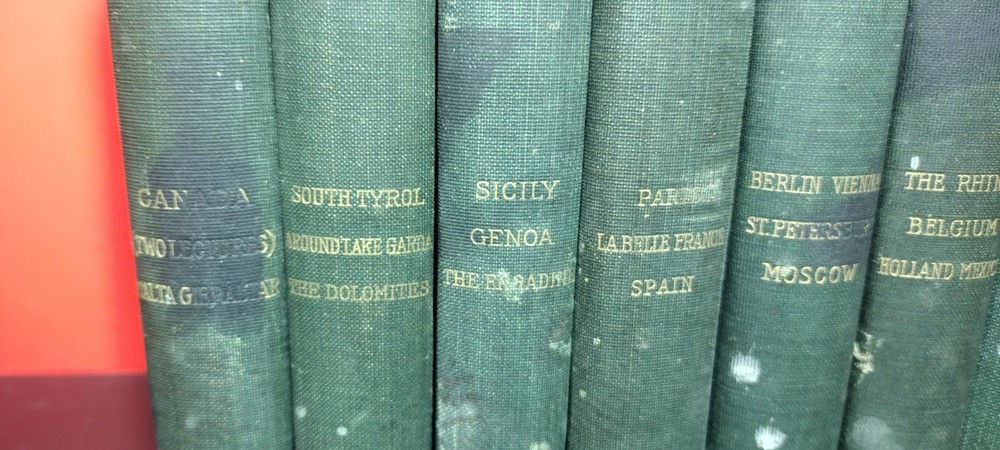 CANADA
(TWO LECTURES)
MALTA GIBRALTAR
SOUTH TYROL
AROUND LAKE GARDA
THE DOLOMITES
SICILY
GENOA
THE ENGADINE
PARIS
LA BELLE FRANCE
SPAIN
BERLIN VIENNA
ST. PETERSBURG
MOSCOW
THE RHINE
BELGIUM
HOLLAND MEXICO